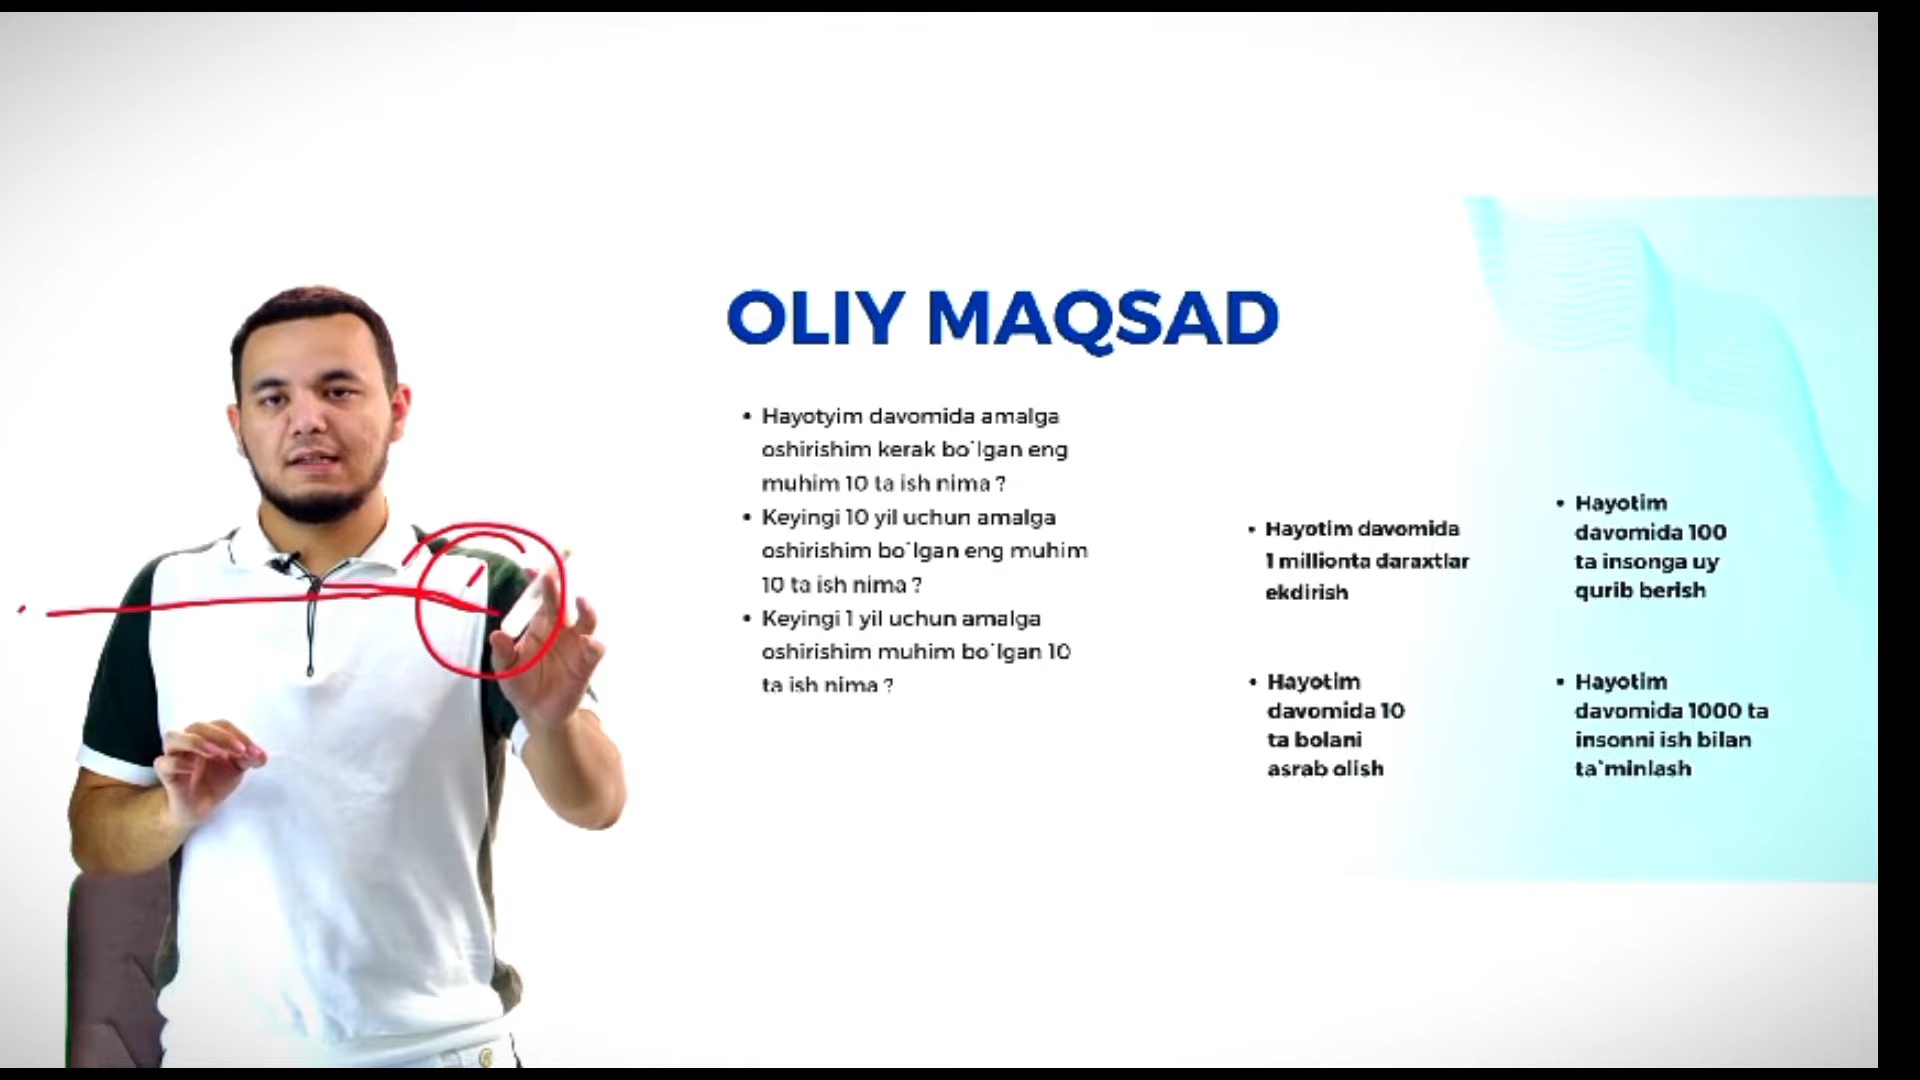 OLIY MAQSAD
• Hayotyim davomida amalga
oshirishim kerak bo`lgan eng
muhim 10 ta ish nima ?
• Keyingi 10 yil uchun amalga
oshirishim bo`lgan eng muhim
10 ta ish nima ?
• Keyingi 1 yil uchun amalga
oshirishim muhim bo`lgan 10
ta ish nima ?
• Hayotim davomida
1 millionta daraxtlar
ekdirish
• Hayotim
davomida 100
ta insonga uy
qurib berish
• Hayotim
davomida 10
ta bolani
asrab olish
• Hayotim
davomida 1000 ta
insonni ish bilan
ta`minlash